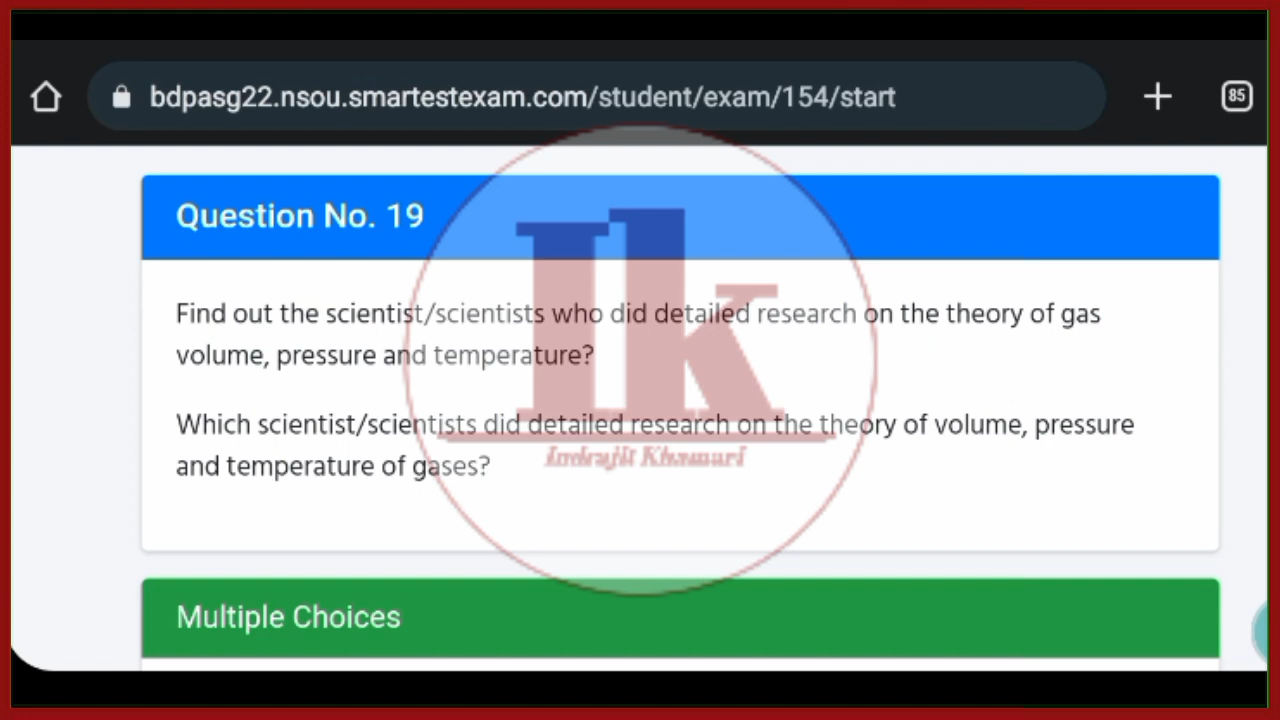 bdpasg22.nsou.smartestexam.com/student/exam/154/start
85
Question No. 19
Find out the scientist/scientists who did detailed research on the theory of gas
volume, pressure and temperature?
Which scientist/scientists did detailed research on the theory of volume, pressure
and temperature of gases?
Ik
Indrajit Khamari
Multiple Choices